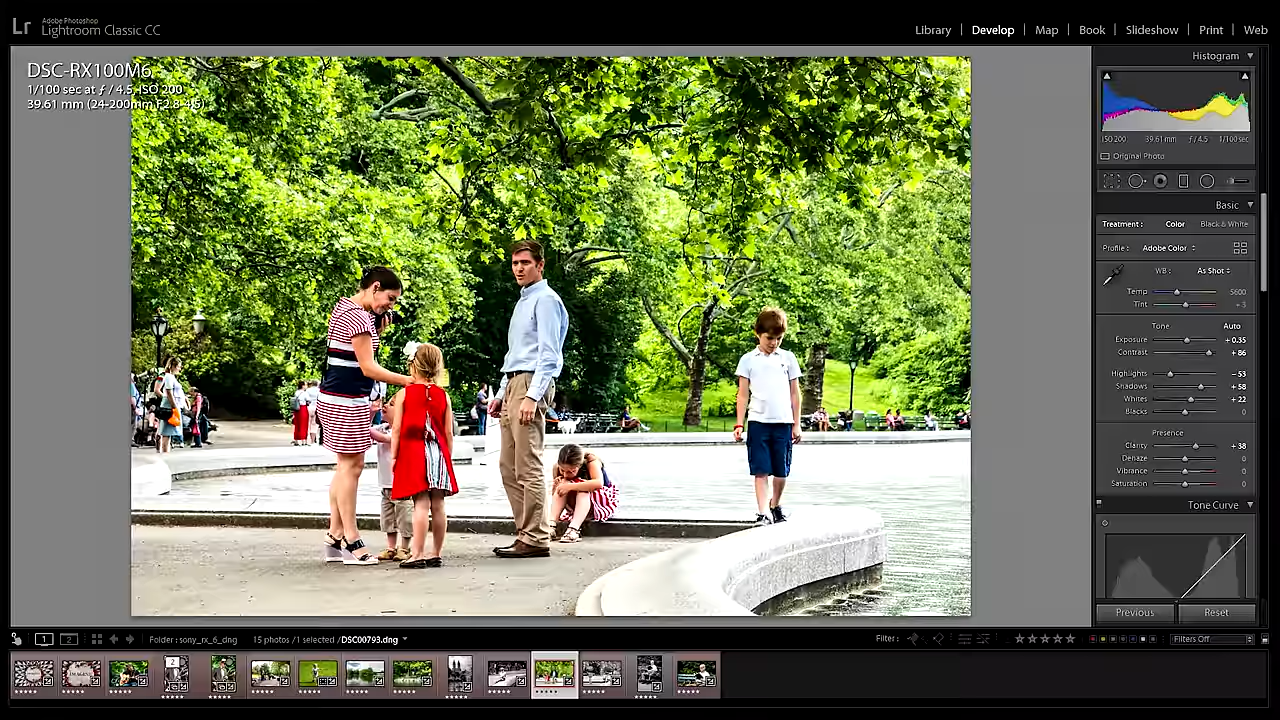 Lr Adobe Photoshop
Lightroom Classic CC
Library | Develop | Map | Book | Slideshow | Print | Web
DSC-RX100M6
1/100 sec at ƒ / 4.5, ISO 200
39.61 mm (24-200mm F2.8-4.5)
Histogram
ISO 200 39.61 mm ƒ / 4.5 1/100 sec
Original Photo
Basic
Treatment : Color Black & White
Profile : Adobe Color
WB : As Shot
Temp 5600
Tint + 3
Tone Auto
Exposure + 0.35
Contrast + 86
Highlights − 53
Shadows + 58
Whites + 22
Blacks 0
Presence
Clarity + 38
Dehaze 0
Vibrance 0
Saturation 0
Tone Curve
Previous Reset
1 2 Folder : sony_rx_6_dng 15 photos / 1 selected / DSC00793.dng Filter : Filters Off
2